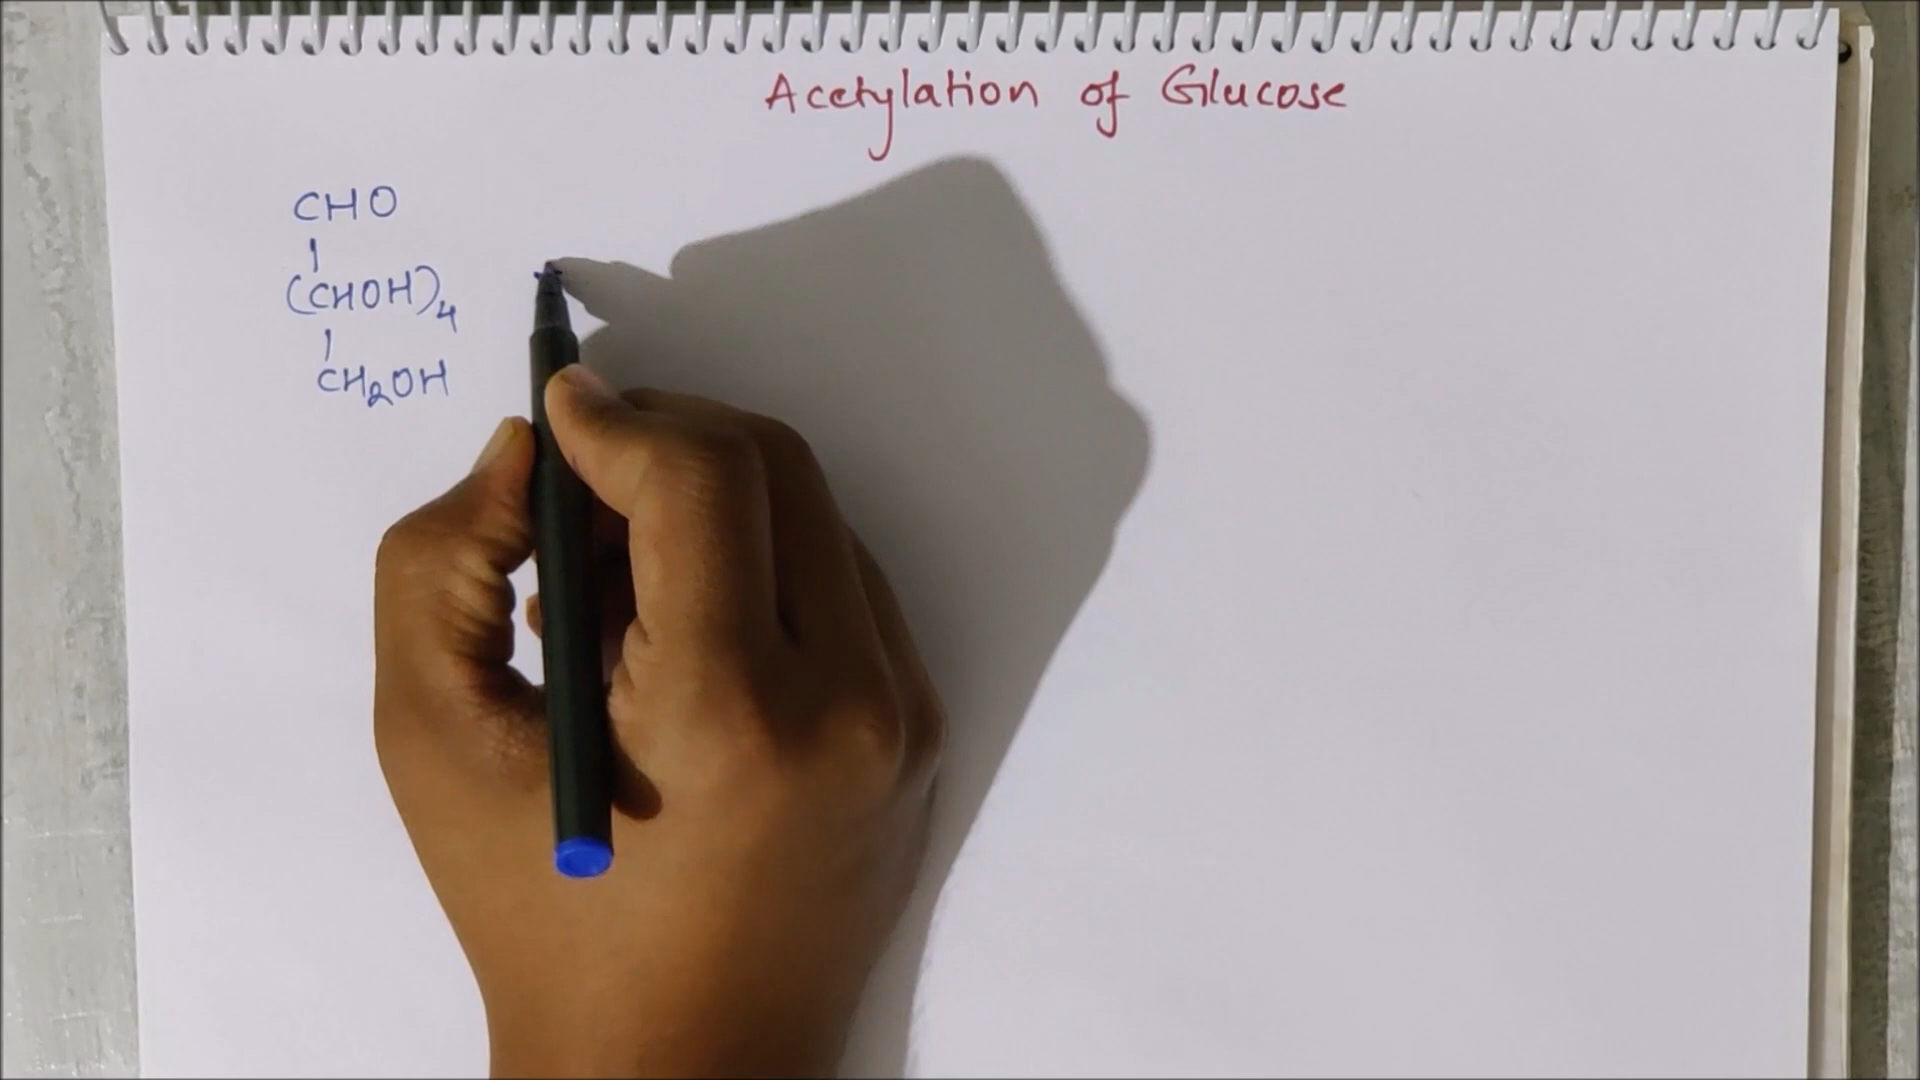 Acetylation of Glucose
CHO
|
(CHOH)4
|
CH2OH